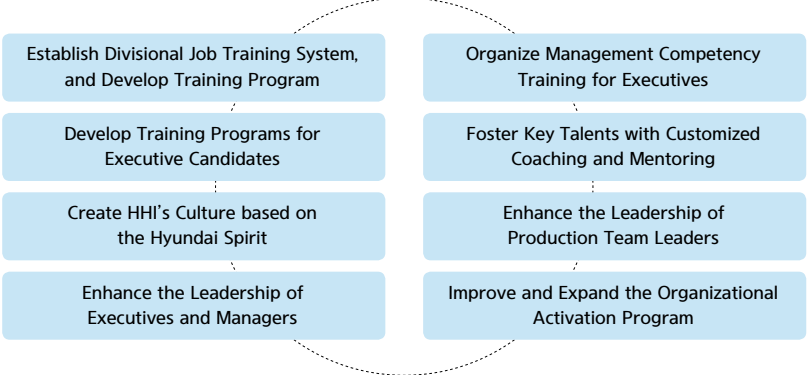 Establish Divisional Job Training System,
and Develop Training Program
Develop Training Programs for
Executive Candidates
Create HHI's Culture based on
the Hyundai Spirit
Enhance the Leadership of
Executives and Managers
Organize Management Competency
Training for Executives
Foster Key Talents with Customized
Coaching and Mentoring
Enhance the Leadership of
Production Team Leaders
Improve and Expand the Organizational
Activation Program